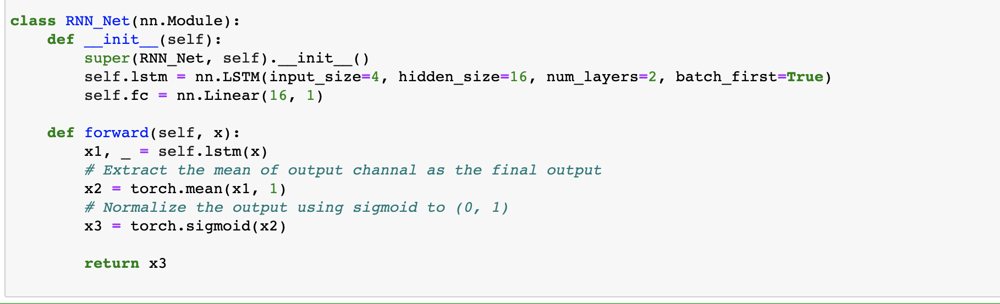 class RNN_Net(nn.Module):
    def __init__(self):
        super(RNN_Net, self).__init__()
        self.lstm = nn.LSTM(input_size=4, hidden_size=16, num_layers=2, batch_first=True)
        self.fc = nn.Linear(16, 1)

    def forward(self, x):
        x1, _ = self.lstm(x)
        # Extract the mean of output channal as the final output
        x2 = torch.mean(x1, 1)
        # Normalize the output using sigmoid to (0, 1)
        x3 = torch.sigmoid(x2)

        return x3